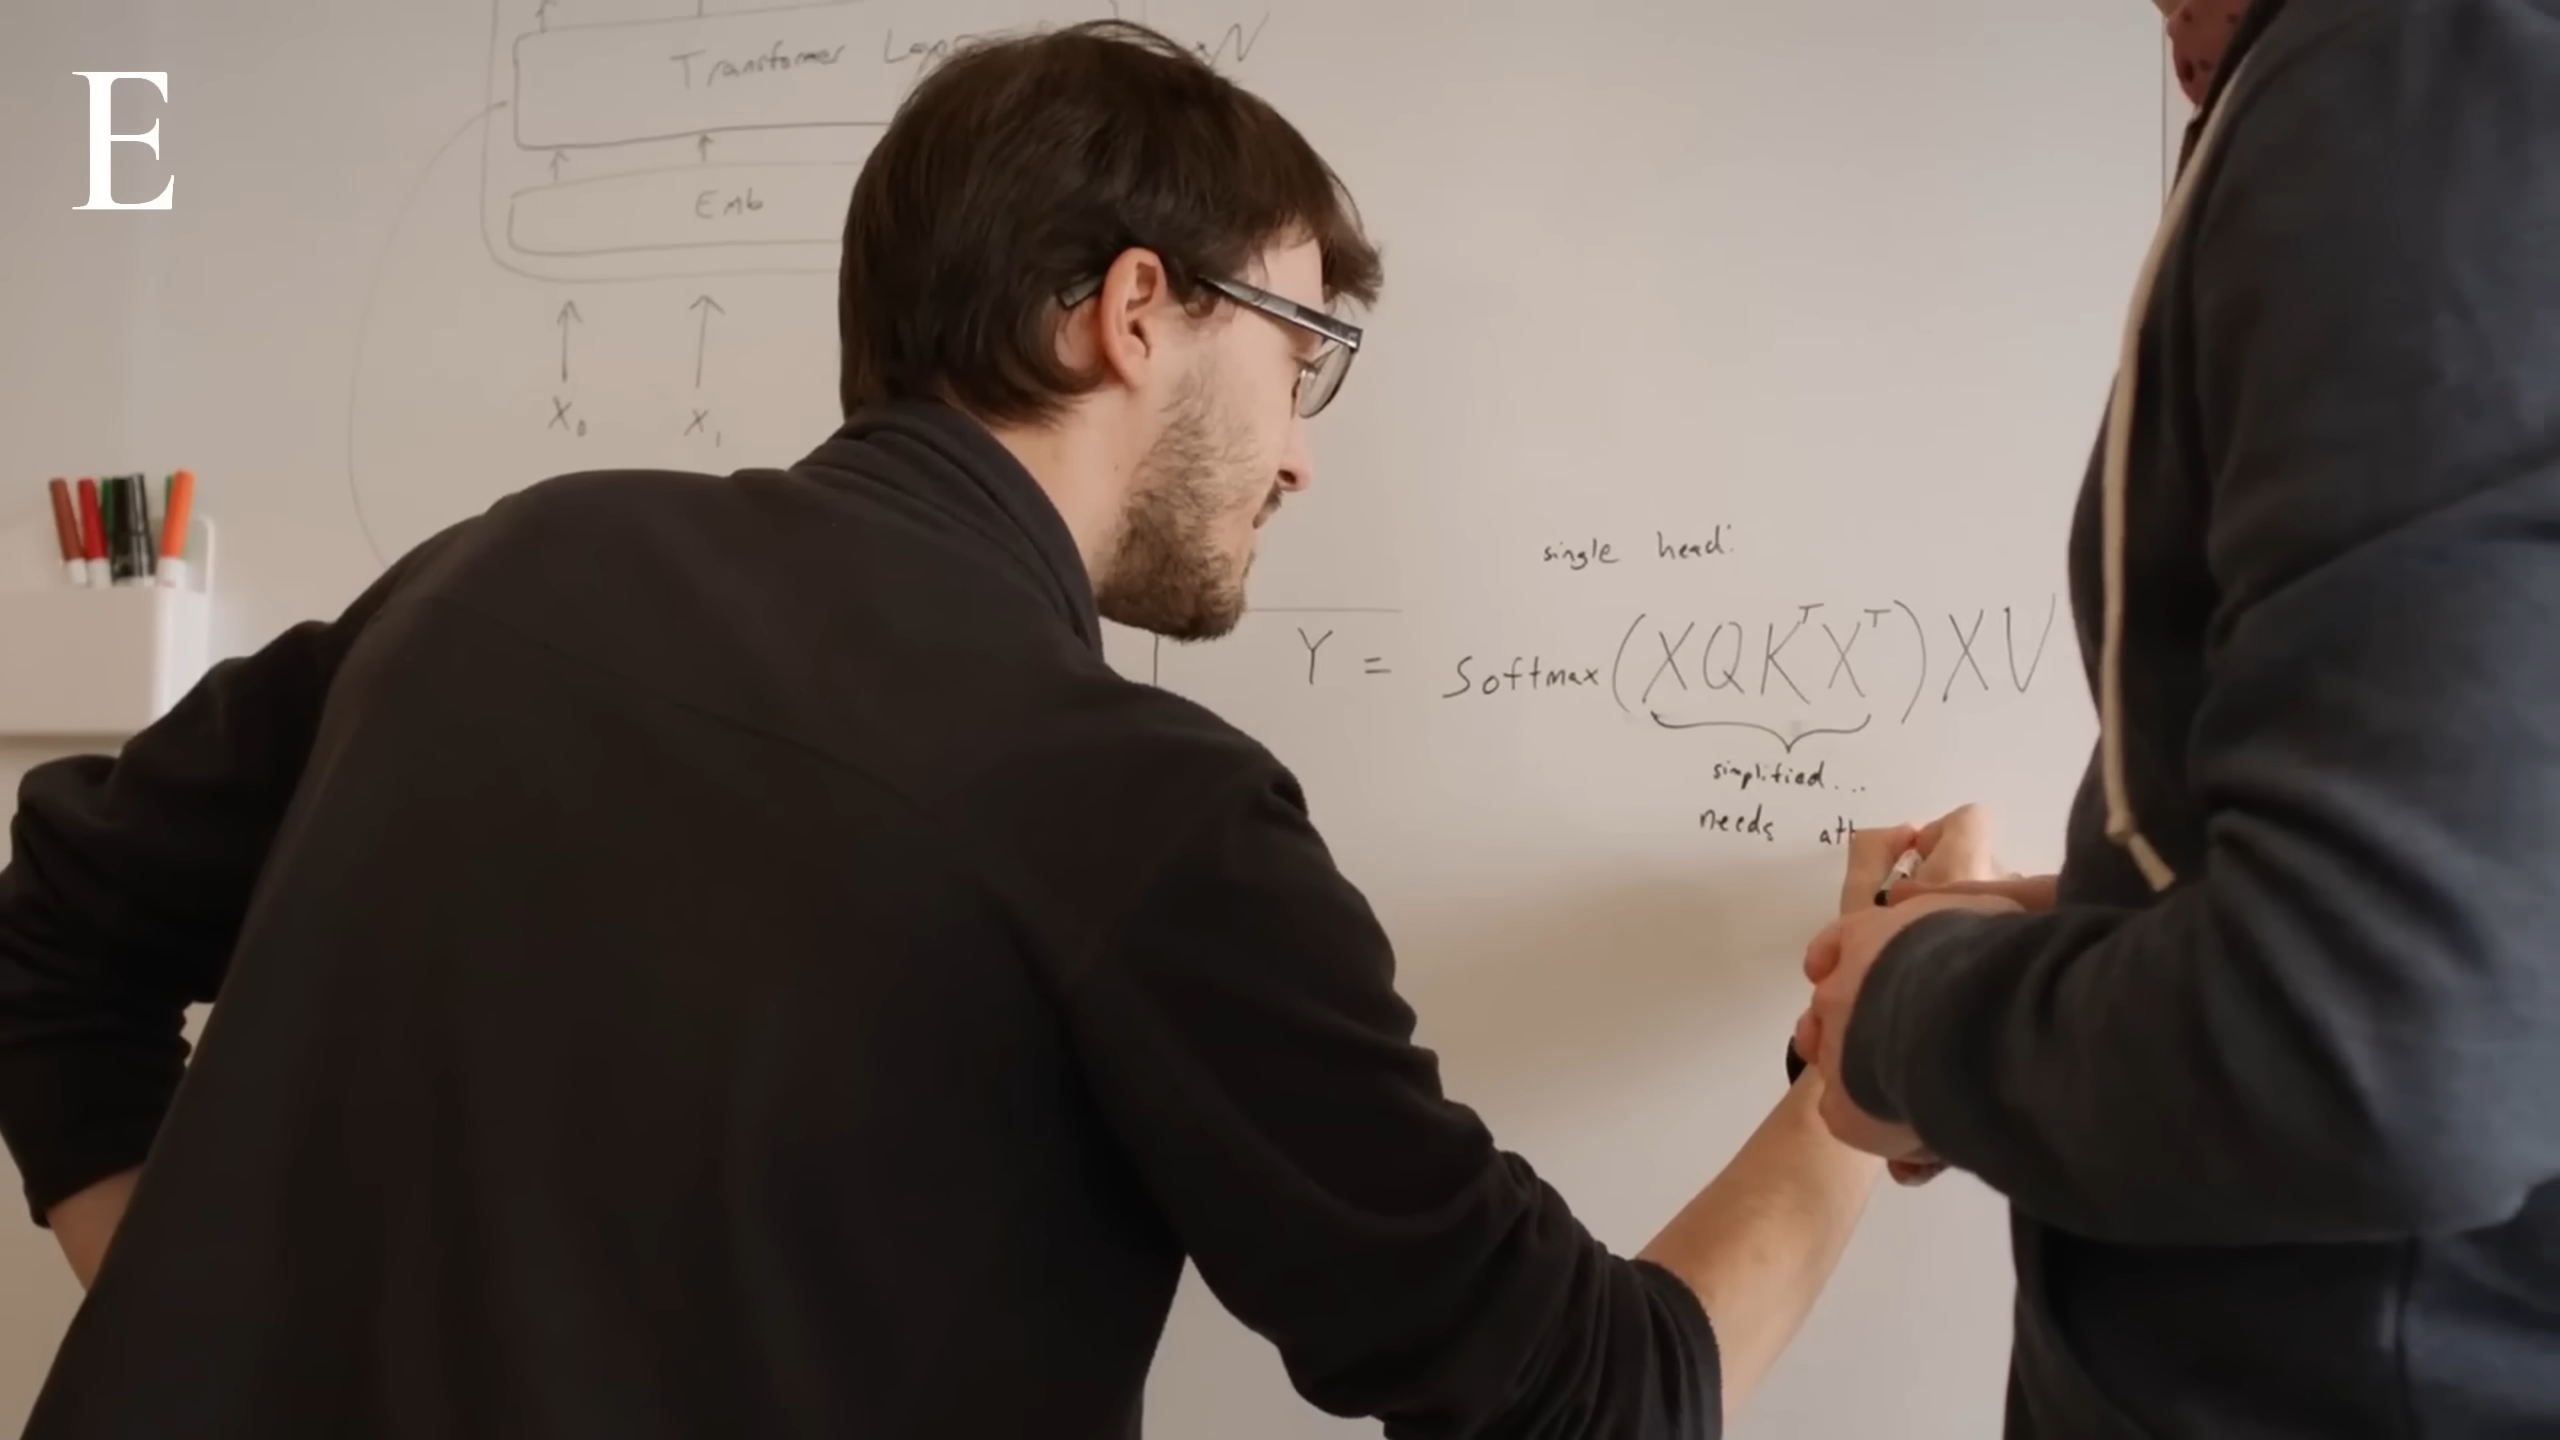 E
Transformer
N
Emb
X₀ X₁
single head:
Y = Softmax(XQKᵀXᵀ)XV
simplified...
needs